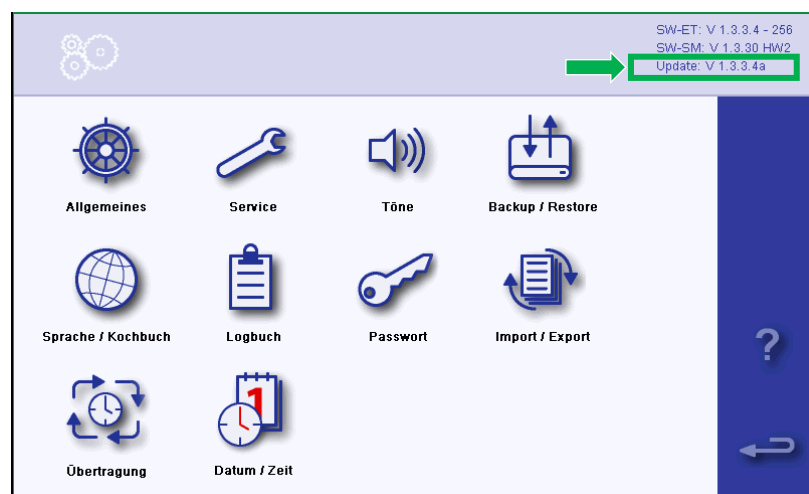 SW-ET: V 1.3.3.4 - 256
SW-SM: V 1.3.30 HW2
Update: V 1.3.3.4a
Allgemeines
Service
Töne
Backup / Restore
Sprache / Kochbuch
Logbuch
Passwort
Import / Export
?
1
Übertragung
Datum / Zeit